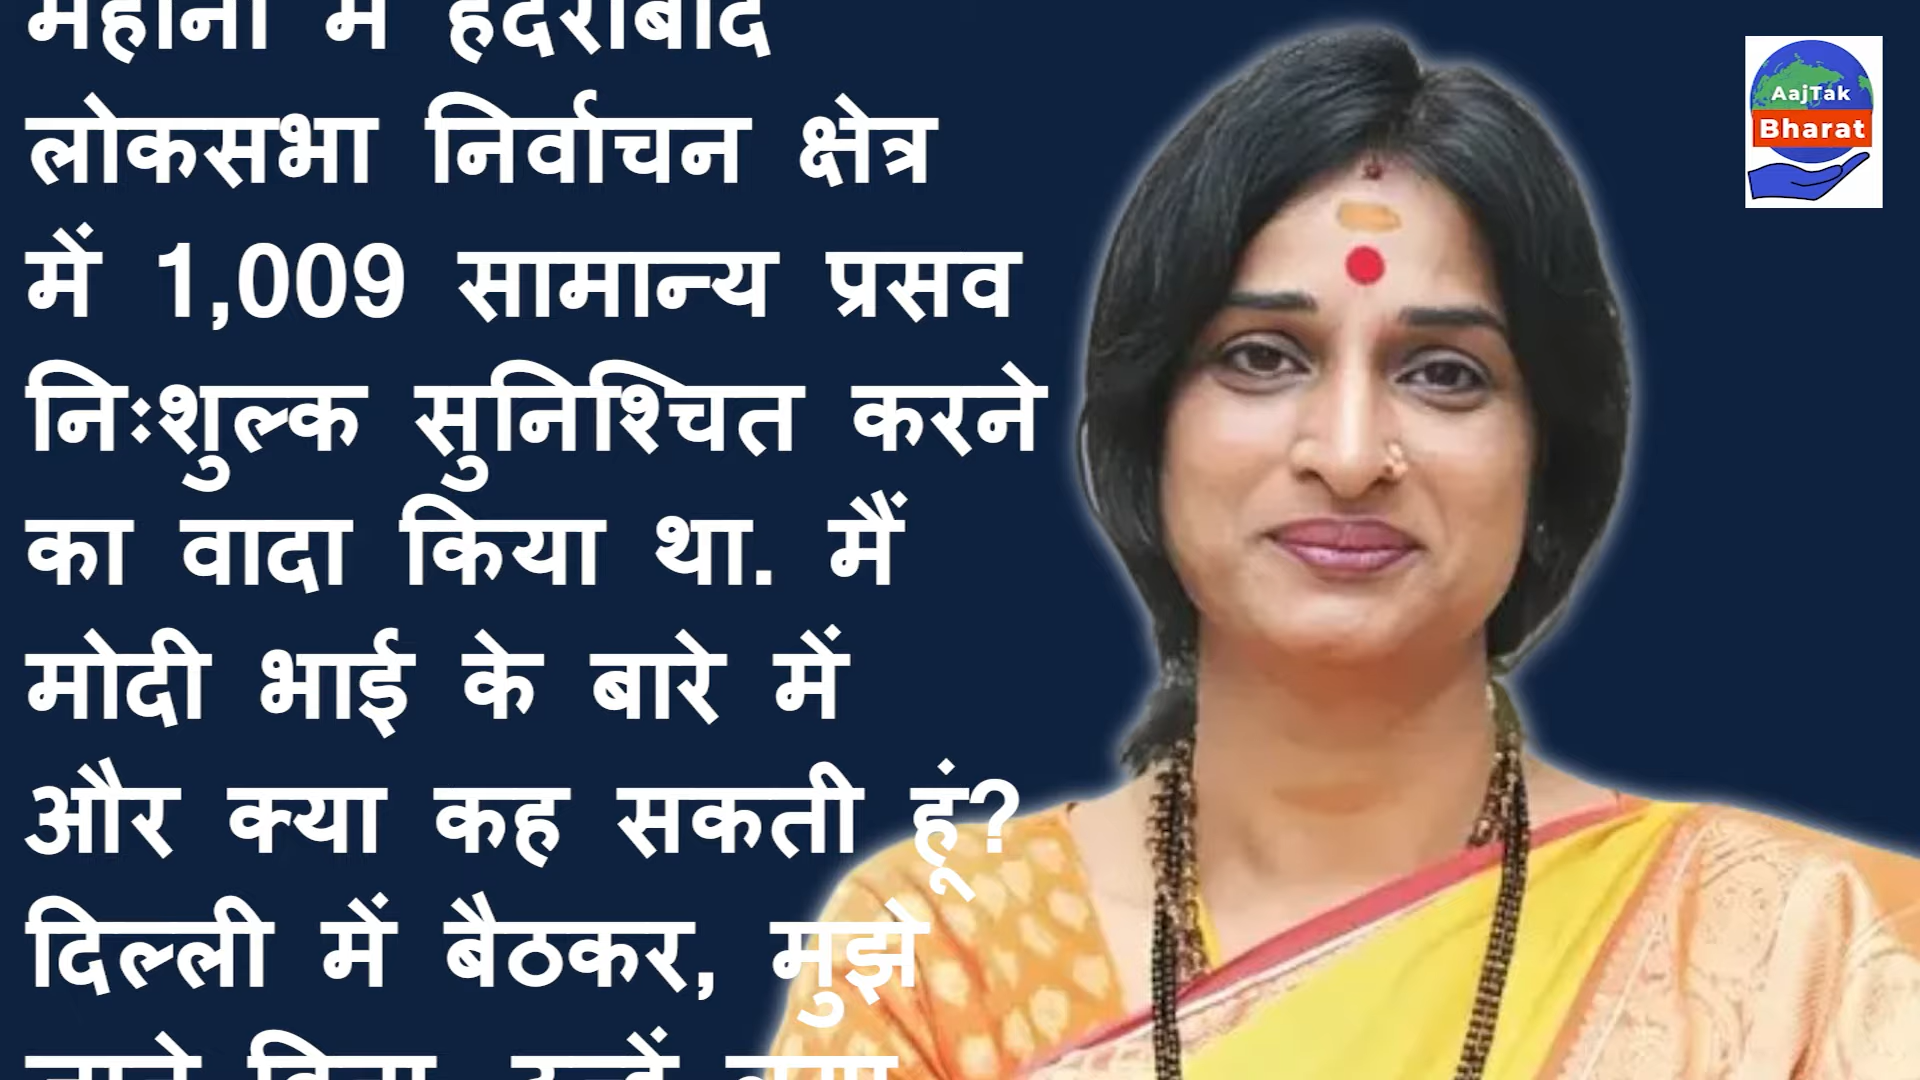 महीनों में हैदराबाद
लोकसभा निर्वाचन क्षेत्र
में 1,009 सामान्य प्रसव
निःशुल्क सुनिश्चित करने
का वादा किया था. मैं
मोदी भाई के बारे में
और क्या कह सकती हूं?
दिल्ली में बैठकर, मुझे
AajTak
Bharat